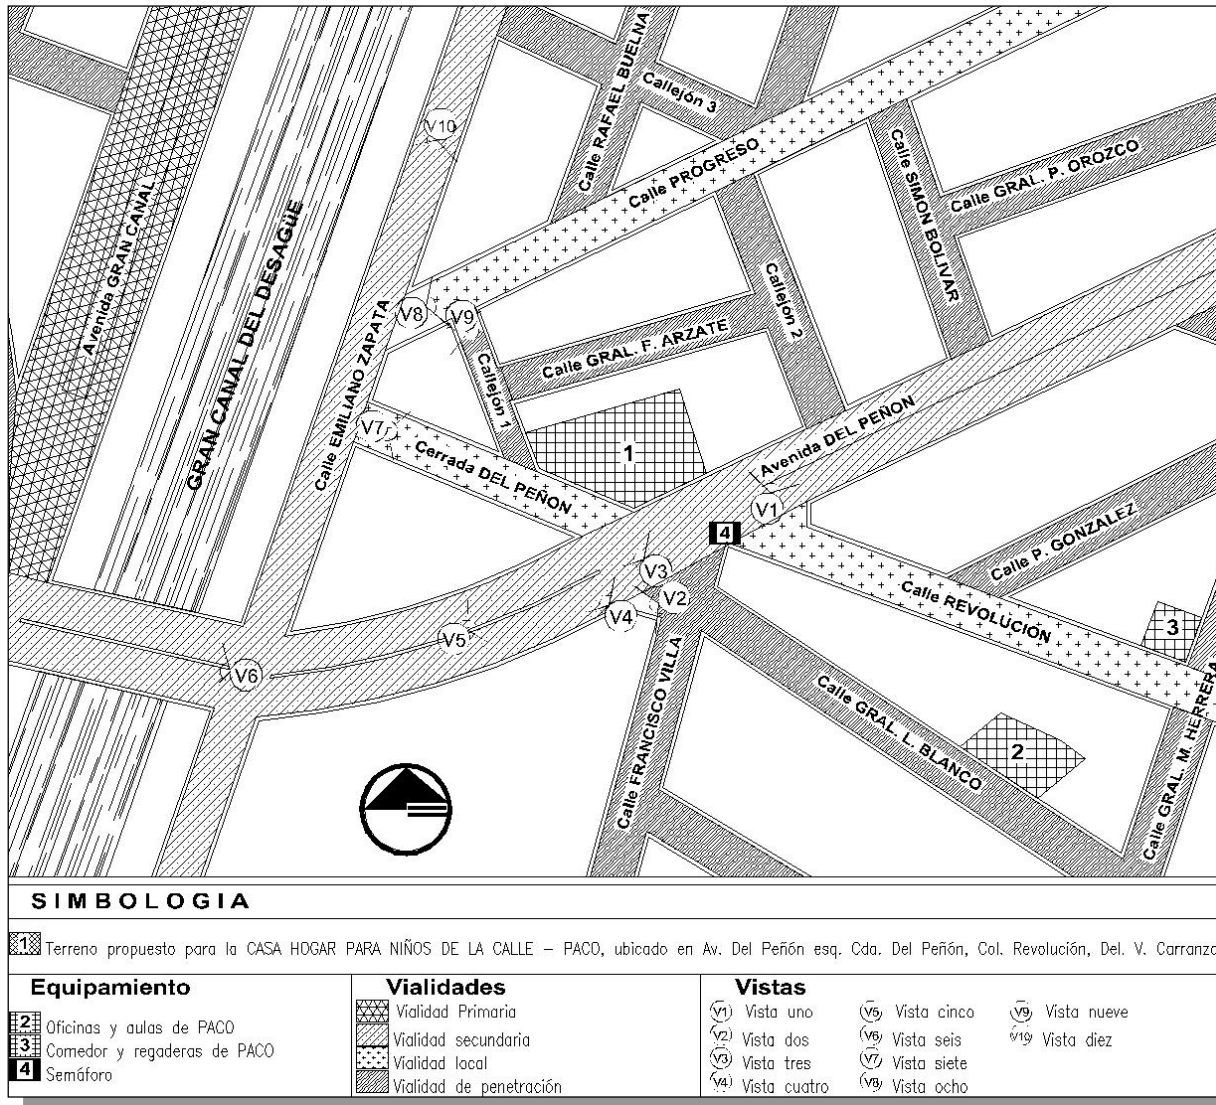 Calle RAFAEL BUELNA
Callejón 3
V10
Calle PROGRESO
Calle SIMON BOLIVAR
Calle GRAL. P. OROZCO
Avenida GRAN CANAL
GRAN CANAL DEL DESAGüE
Calle EMILIANO ZAPATA
V8
V9
Callejón 2
Calle GRAL. F. ARZATE
Callejón 1
V7
Cerrada DEL PEÑON
1
Avenida DEL PEÑON
V1
4
Calle P. GONZALEZ
V3
V2
V4
V5
V6
Calle REVOLUCIÓN
3
Calle FRANCISCO VILLA
Calle GRAL. L. BLANCO
2
Calle GRAL. M. HERRERA
SIMBOLOGIA
1 Terreno propuesto para la CASA HOGAR PARA NIÑOS DE LA CALLE – PACO, ubicado en Av. Del Peñón esq. Cda. Del Peñón, Col. Revolución, Del. V. Carranza
Equipamiento
2 Oficinas y aulas de PACO
3 Comedor y regaderas de PACO
4 Semáforo
Vialidades
Vialidad Primaria
Vialidad secundaria
Vialidad local
Vialidad de penetración
Vistas
V1 Vista uno
V2 Vista dos
V3 Vista tres
V4 Vista cuatro
V5 Vista cinco
V6 Vista seis
V7 Vista siete
V8 Vista ocho
V9 Vista nueve
V10 Vista diez